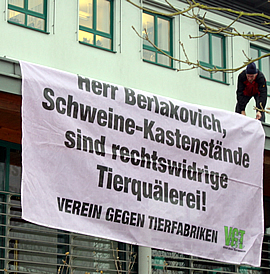 Herr Berlakovich,
Schweine-Kastenstände
sind rechtswidrige
Tierquälerei!
VEREIN GEGEN TIERFABRIKEN VGT